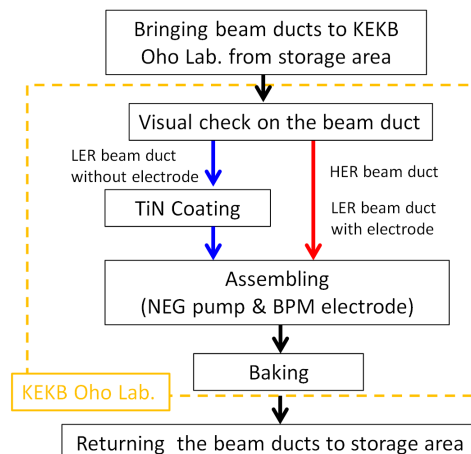 Bringing beam ducts to KEKB
Oho Lab. from storage area
Visual check on the beam duct
LER beam duct
without electrode
HER beam duct
TiN Coating
LER beam duct
with electrode
Assembling
(NEG pump & BPM electrode)
Baking
KEKB Oho Lab.
Returning the beam ducts to storage area